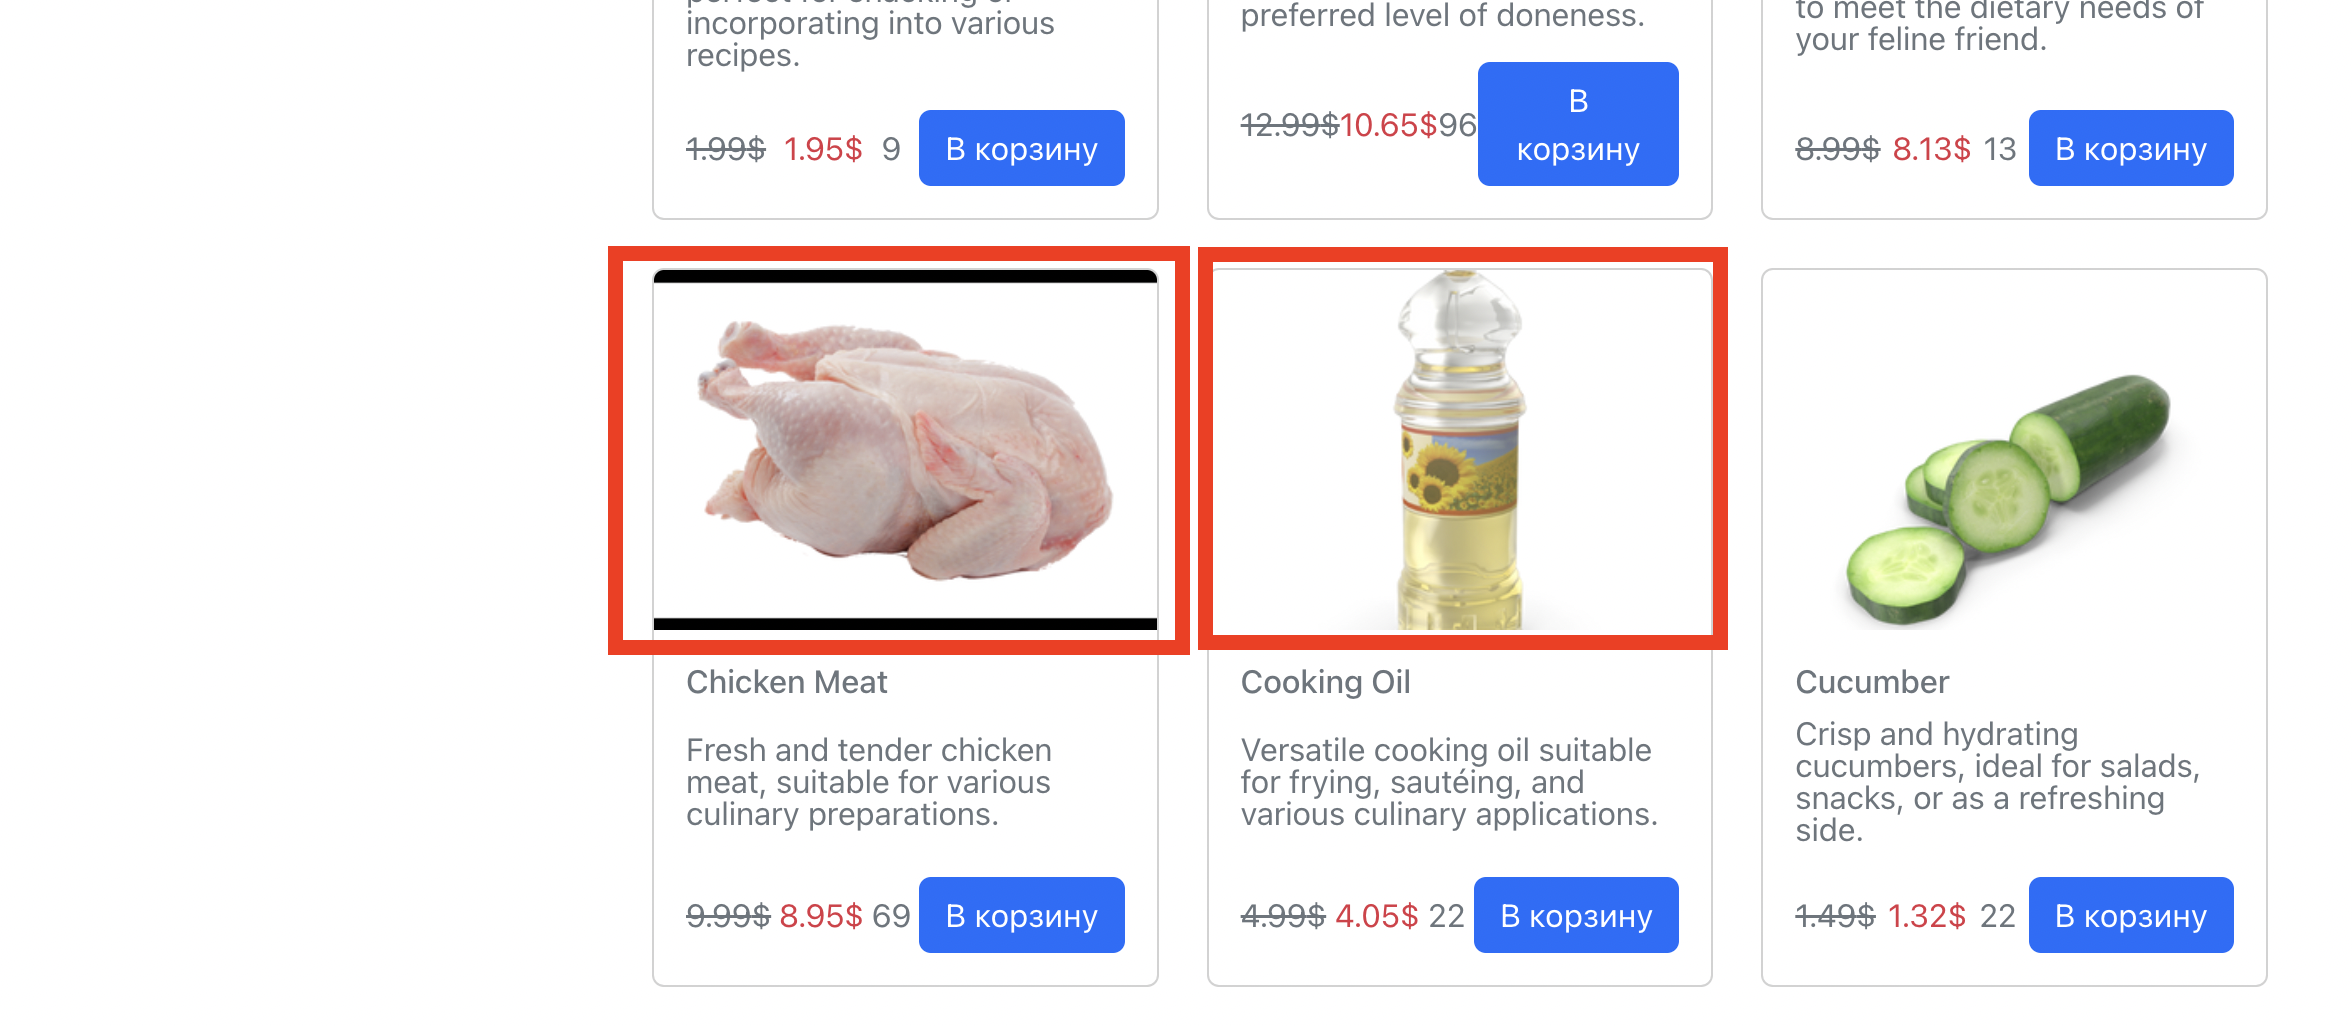 incorporating into various
recipes.
1.99$ 1.95$ 9 В корзину
preferred level of doneness.
12.99$ 10.65$ 96 В
корзину
to meet the dietary needs of
your feline friend.
8.99$ 8.13$ 13 В корзину
Chicken Meat
Fresh and tender chicken
meat, suitable for various
culinary preparations.
9.99$ 8.95$ 69 В корзину
Cooking Oil
Versatile cooking oil suitable
for frying, sautéing, and
various culinary applications.
4.99$ 4.05$ 22 В корзину
Cucumber
Crisp and hydrating
cucumbers, ideal for salads,
snacks, or as a refreshing
side.
1.49$ 1.32$ 22 В корзину